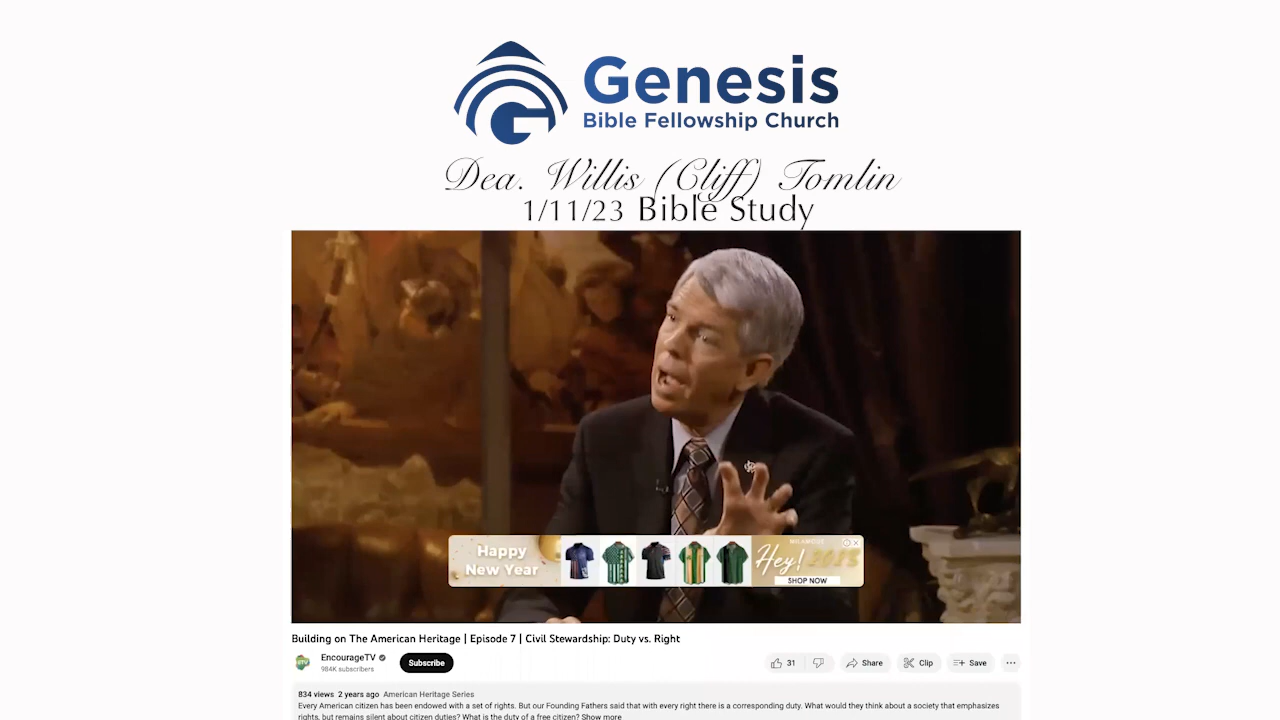 Genesis
Bible Fellowship Church
Dea. Willis (Cliff) Tomlin
1/11/23 Bible Study
Happy
New Year
Hey!
SHOP NOW
Building on The American Heritage | Episode 7 | Civil Stewardship: Duty vs. Right
EncourageTV
984K subscribers
Subscribe
31
Share
Clip
Save
834 views 2 years ago American Heritage Series
Every American citizen has been endowed with a set of rights. But our Founding Fathers said that with every right there is a corresponding duty. What would they think about a society that emphasizes
rights, but remains silent about citizen duties? What is the duty of a free citizen? Show more